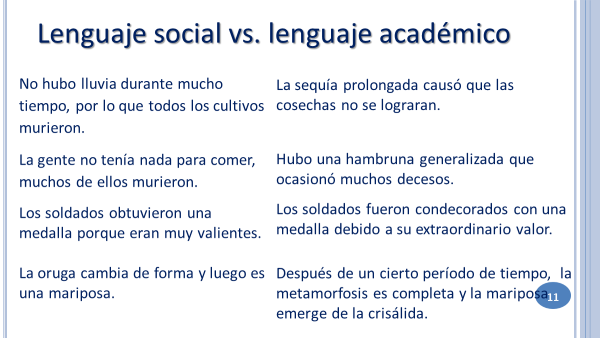 Lenguaje social vs. lenguaje académico
No hubo lluvia durante mucho
tiempo, por lo que todos los cultivos
murieron.
La sequía prolongada causó que las
cosechas no se lograran.
La gente no tenía nada para comer,
muchos de ellos murieron.
Hubo una hambruna generalizada que
ocasionó muchos decesos.
Los soldados obtuvieron una
medalla porque eran muy valientes.
Los soldados fueron condecorados con una
medalla debido a su extraordinario valor.
La oruga cambia de forma y luego es
una mariposa.
Después de un cierto período de tiempo, la
metamorfosis es completa y la mariposa
emerge de la crisálida.
11